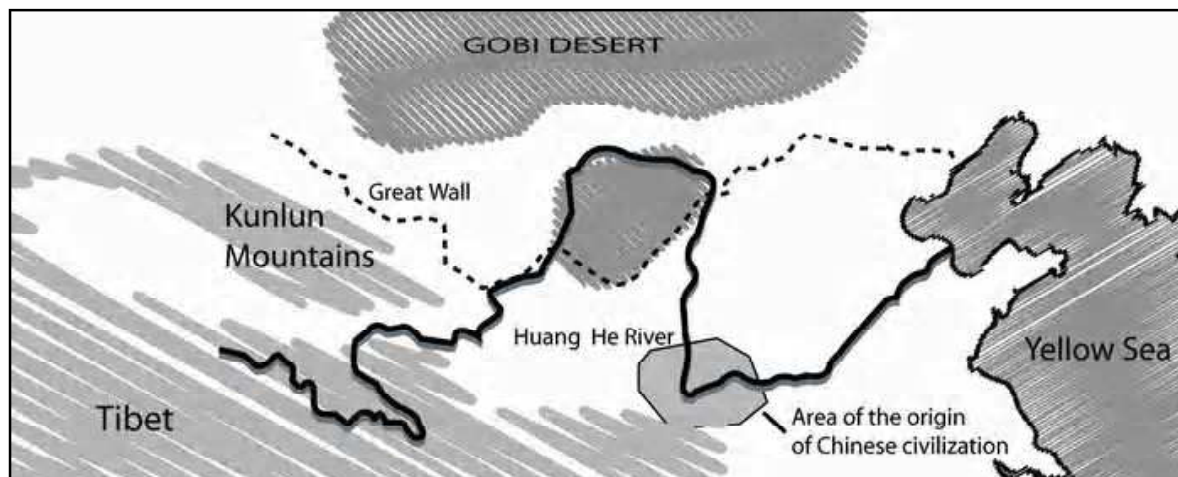 GOBI DESERT
Great Wall
Kunlun
Mountains
Huang He River
Yellow Sea
Tibet
Area of the origin
of Chinese civilization